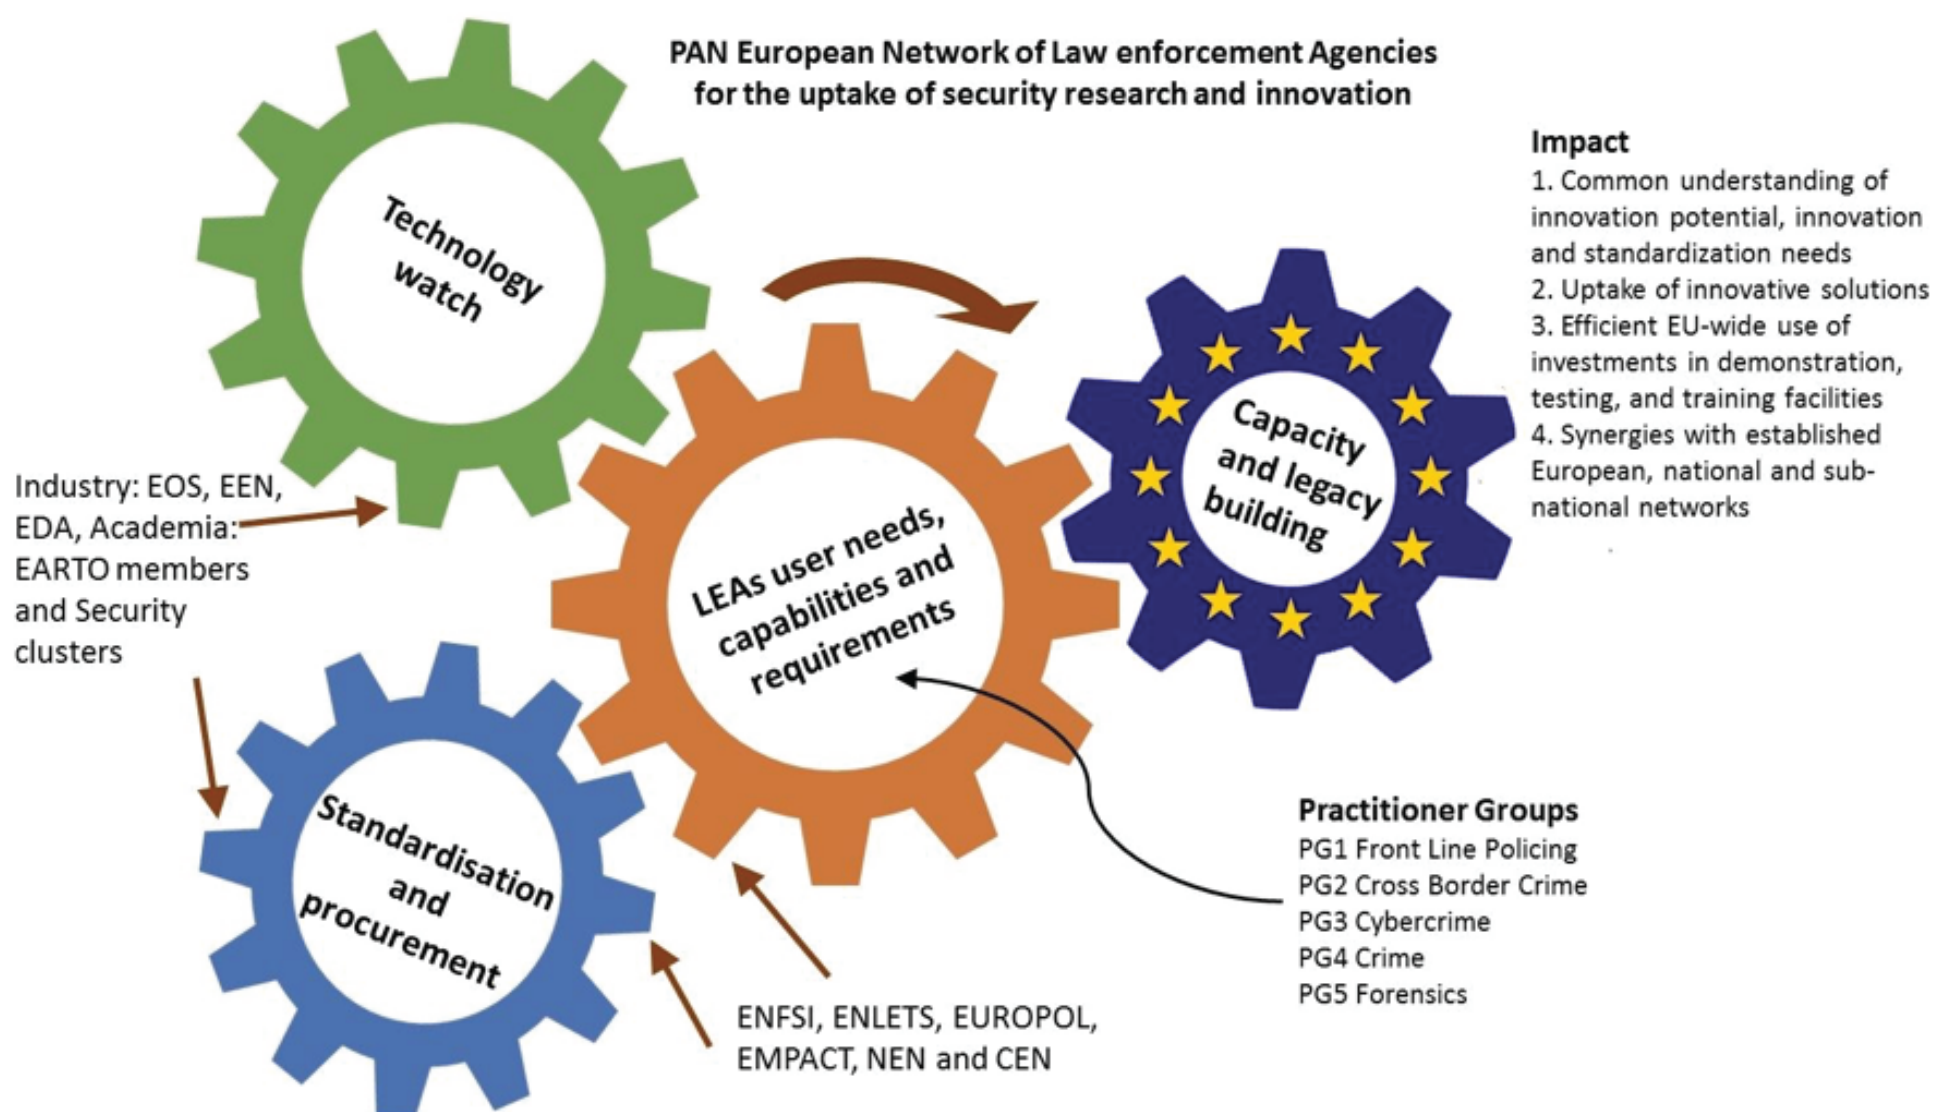 PAN European Network of Law enforcement Agencies
for the uptake of security research and innovation
Technology
watch
Impact
1. Common understanding of
innovation potential, innovation
and standardization needs
2. Uptake of innovative solutions
3. Efficient EU-wide use of
investments in demonstration,
testing, and training facilities
4. Synergies with established
European, national and sub-
national networks
Capacity
and legacy
building
Industry: EOS, EEN,
EDA, Academia:
EARTO members
and Security
clusters
LEAs user needs,
capabilities and
requirements
Standardisation
and
procurement
Practitioner Groups
PG1 Front Line Policing
PG2 Cross Border Crime
PG3 Cybercrime
PG4 Crime
PG5 Forensics
ENFSI, ENLETS, EUROPOL,
EMPACT, NEN and CEN